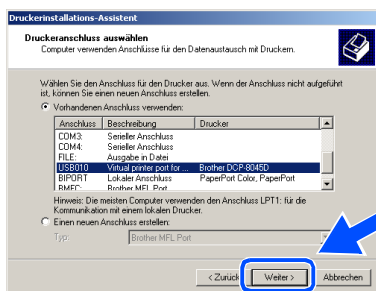 Druckerinstallations-Assistent
Druckeranschluss auswählen
Computer verwenden Anschlüsse für den Datenaustausch mit Druckern.
Wählen Sie den Anschluss für den Drucker aus. Wenn der Anschluss nicht aufgeführt
ist, können Sie einen neuen Anschluss erstellen.
Vorhandenen Anschluss verwenden:
Anschluss Beschreibung Drucker
COM3: Serieller Anschluss
COM4: Serieller Anschluss
FILE: Ausgabe in Datei
USB010 Virtual printer port for ... Brother DCP-8045D
BIPORT Lokaler Anschluss PaperPort Color, PaperPort
BMFC: Brother MFL Port
Hinweis: Die meisten Computer verwenden den Anschluss LPT1: für die
Kommunikation mit einem lokalen Drucker.
Einen neuen Anschluss erstellen:
Typ: Brother MFL Port
< Zurück Weiter > Abbrechen